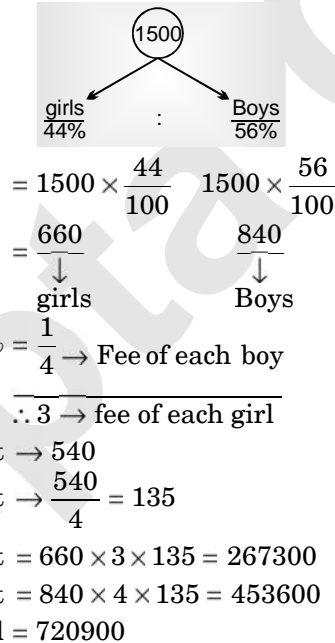 1500
girls : Boys
44% 56%
= 1500 × 44/100 1500 × 56/100
= 660 840
↓ ↓
girls Boys
= 1/4 → Fee of each boy
∴ 3 → fee of each girl
→ 540
→ 540/4 = 135
= 660 × 3 × 135 = 267300
= 840 × 4 × 135 = 453600
= 720900